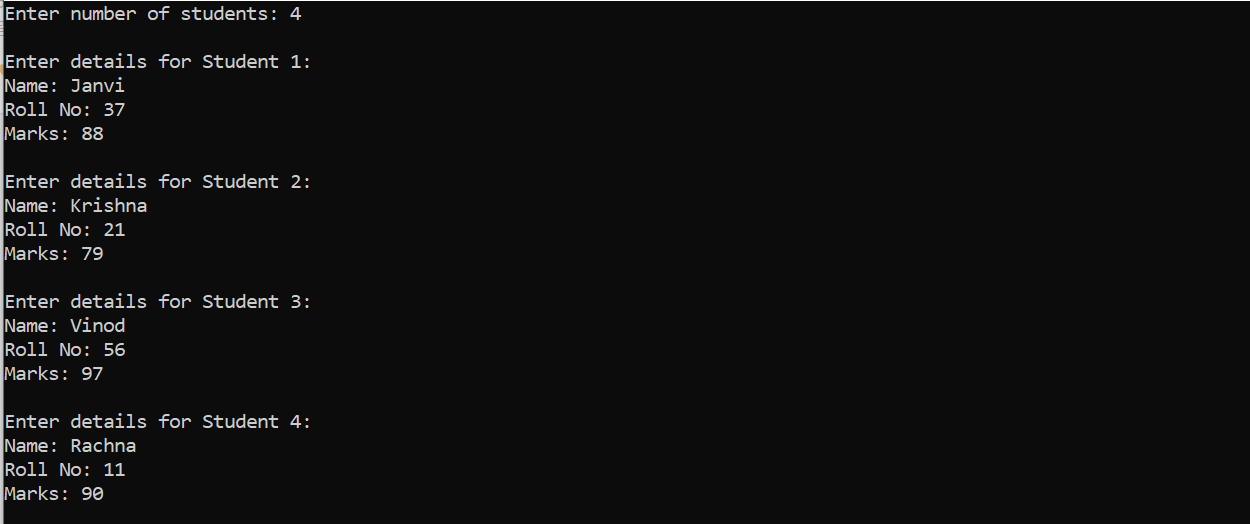 Enter number of students: 4
Enter details for Student 1:
Name: Janvi
Roll No: 37
Marks: 88
Enter details for Student 2:
Name: Krishna
Roll No: 21
Marks: 79
Enter details for Student 3:
Name: Vinod
Roll No: 56
Marks: 97
Enter details for Student 4:
Name: Rachna
Roll No: 11
Marks: 90